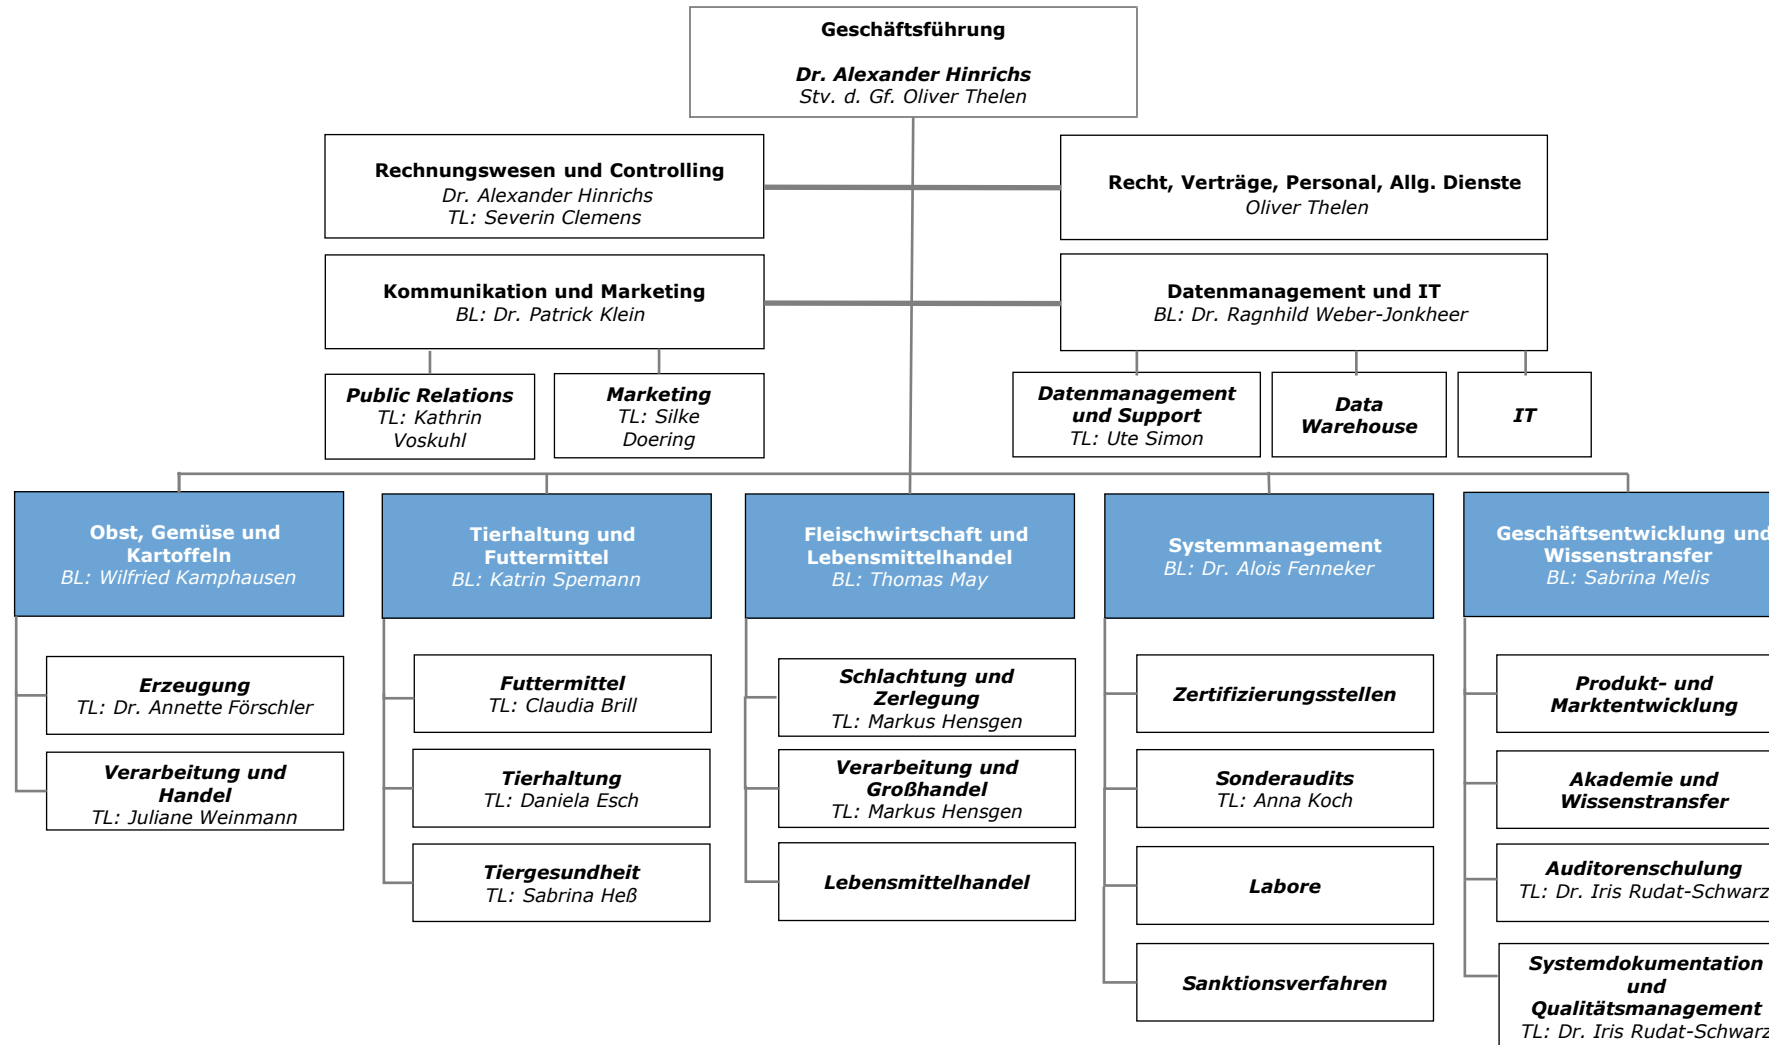 Geschäftsführung
Dr. Alexander Hinrichs
Stv. d. Gf. Oliver Thelen
Rechnungswesen und Controlling
Dr. Alexander Hinrichs
TL: Severin Clemens
Recht, Verträge, Personal, Allg. Dienste
Oliver Thelen
Kommunikation und Marketing
BL: Dr. Patrick Klein
Datenmanagement und IT
BL: Dr. Ragnhild Weber-Jonkheer
Public Relations
TL: Kathrin
Voskuhl
Marketing
TL: Silke
Doering
Datenmanagement
und Support
TL: Ute Simon
Data
Warehouse
IT
Obst, Gemüse und
Kartoffeln
BL: Wilfried Kamphausen
Tierhaltung und
Futtermittel
BL: Katrin Spemann
Fleischwirtschaft und
Lebensmittelhandel
BL: Thomas May
Systemmanagement
BL: Dr. Alois Fenneker
Geschäftsentwicklung und
Wissenstransfer
BL: Sabrina Melis
Erzeugung
TL: Dr. Annette Förschler
Verarbeitung und
Handel
TL: Juliane Weinmann
Futtermittel
TL: Claudia Brill
Tierhaltung
TL: Daniela Esch
Tiergesundheit
TL: Sabrina Heß
Schlachtung und
Zerlegung
TL: Markus Hensgen
Verarbeitung und
Großhandel
TL: Markus Hensgen
Lebensmittelhandel
Zertifizierungsstellen
Sonderaudits
TL: Anna Koch
Labore
Sanktionsverfahren
Produkt- und
Marktentwicklung
Akademie und
Wissenstransfer
Auditorenschulung
TL: Dr. Iris Rudat-Schwarz
Systemdokumentation
und
Qualitätsmanagement
TL: Dr. Iris Rudat-Schwarz